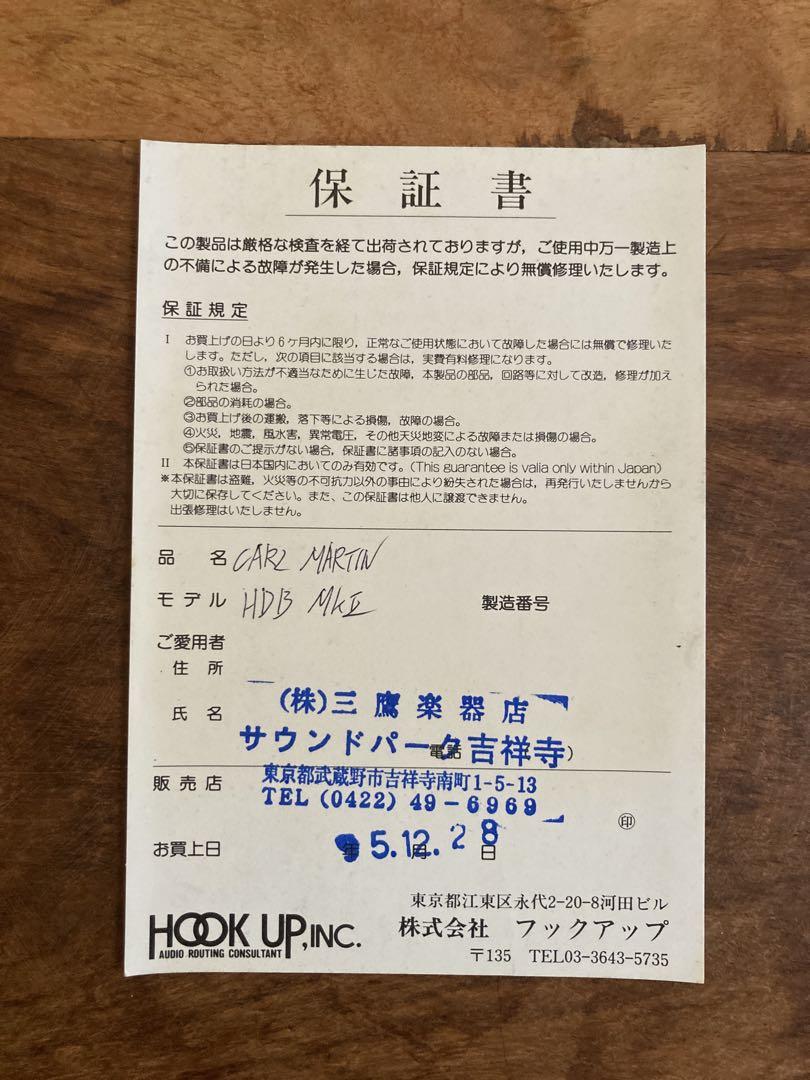 保証書
この製品は厳格な検査を経て出荷されておりますが，ご使用中万一製造上
の不備による故障が発生した場合，保証規定により無償修理いたします。
保証規定
I お買上げの日より6ヶ月内に限り，正常なご使用状態において故障した場合には無償で修理いた
します。ただし，次の項目に該当する場合は，実費有料修理になります。
①お取扱い方法が不適当なために生じた故障，本製品の部品，回路等に対して改造，修理が加え
られた場合。
②部品の消耗の場合。
③お買上げ後の運搬，落下等による損傷，故障の場合。
④火災，地震，風水害，異常電圧，その他天災地変による故障または損傷の場合。
⑤保証書のご提示がない場合，保証書に諸事項の記入のない場合。
II 本保証書は日本国内においてのみ有効です。(This guarantee is valia only within Japan)
※本保証書は盗難，火災等の不可抗力以外の事由により紛失された場合は，再発行いたしませんから
大切に保存してください。また、この保証書は他人に譲渡できません。
出張修理はいたしません。
品名 CARL MARTIN
モデル HDB MkII 製造番号
ご愛用者
住所
氏名
(株)三鷹楽器店
サウンドパーク吉祥寺
電話 )
販売店 東京都武蔵野市吉祥寺南町1-5-13
TEL (0422) 49-6969
印
お買上日 年 5.12.28 月 日
東京都江東区永代2-20-8河田ビル
HOOK UP, INC. 株式会社 フックアップ
AUDIO ROUTING CONSULTANT 〒135 TEL03-3643-5735